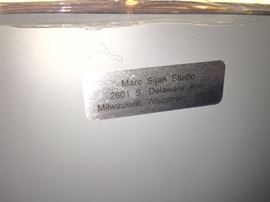 Marc Sijan Studio
2601 S. Delaware Ave
Milwaukee, Wisconsin